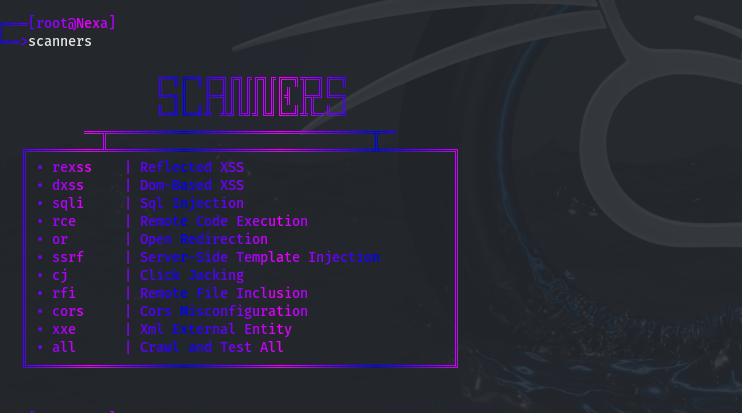 [root@Nexa]
>scanners
SCANNERS
• rexss | Reflected XSS
• dxss | Dom-Based XSS
• sqli | Sql Injection
• rce | Remote Code Execution
• or | Open Redirection
• ssrf | Server-Side Template Injection
• cj | Click Jacking
• rfi | Remote File Inclusion
• cors | Cors Misconfiguration
• xxe | Xml External Entity
• all | Crawl and Test All